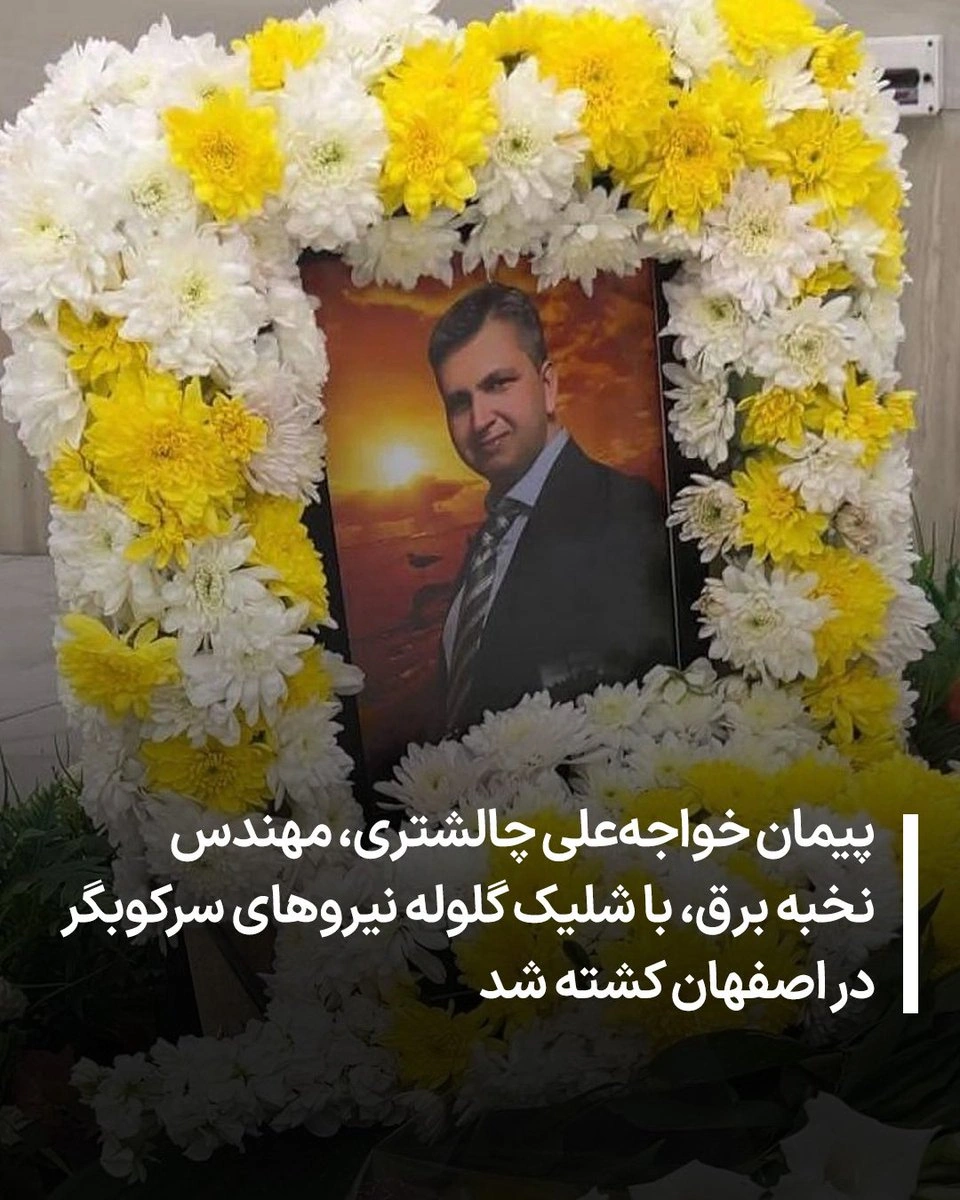 پیمان خواجه‌علی چالشتری، مهندس
نخبه برق، با شلیک گلوله نیروهای سرکوبگر
در اصفهان کشته شد